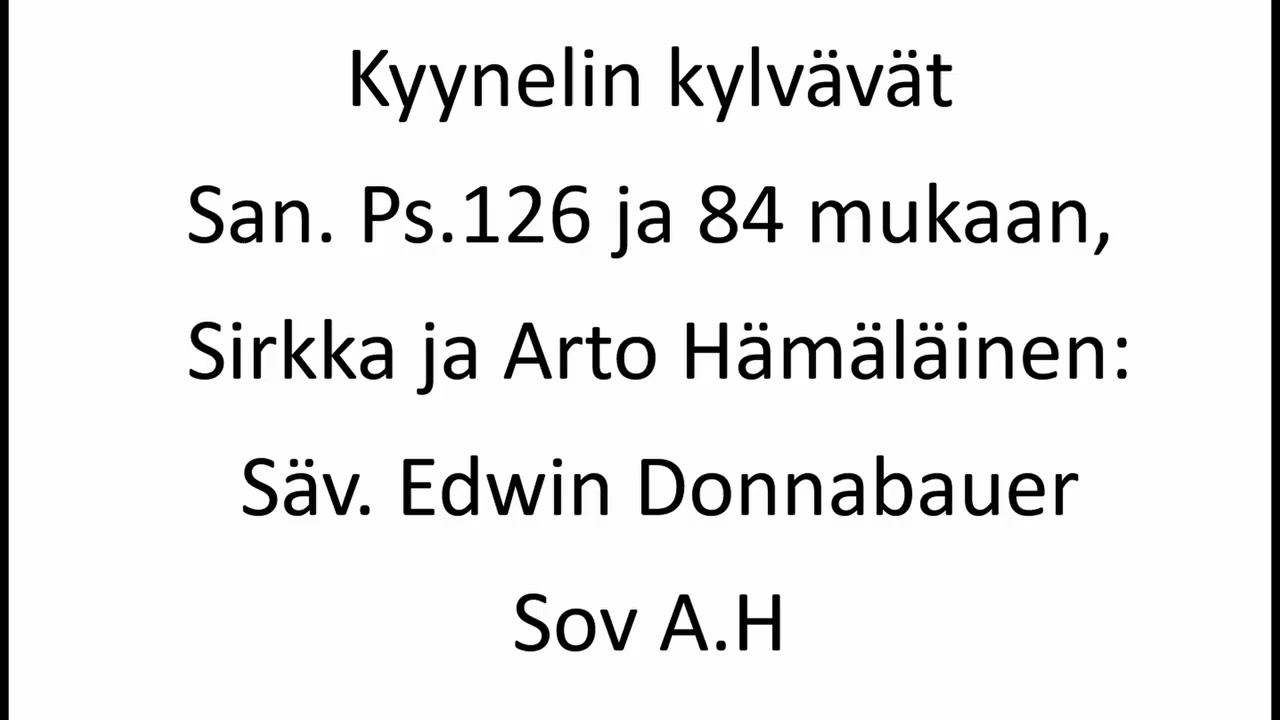 Kyynelin kylvävät
San. Ps.126 ja 84 mukaan,
Sirkka ja Arto Hämäläinen:
Säv. Edwin Donnabauer
Sov A.H